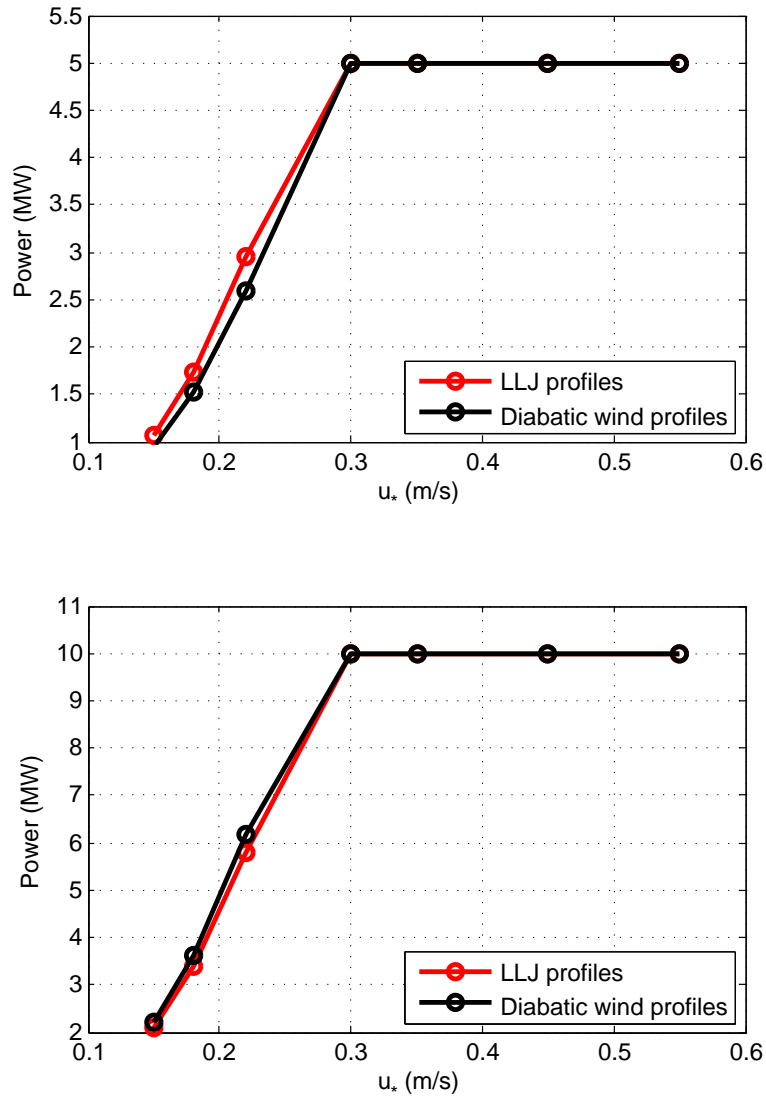 5.5
5
4.5
4
3.5
3
2.5
2
1.5
1
Power (MW)
LLJ profiles
Diabatic wind profiles
0.1 0.2 0.3 0.4 0.5 0.6
u* (m/s)
11
10
9
8
7
6
5
4
3
2
Power (MW)
LLJ profiles
Diabatic wind profiles
0.1 0.2 0.3 0.4 0.5 0.6
u* (m/s)